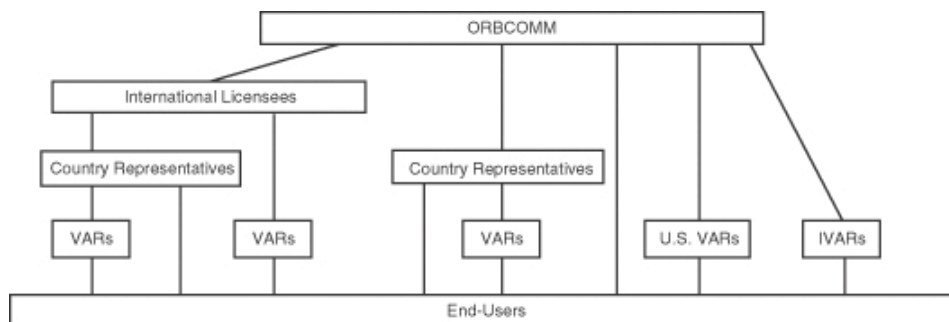 ORBCOMM
International Licensees
Country Representatives
Country Representatives
VARs
VARs
VARs
U.S. VARs
IVARs
End-Users